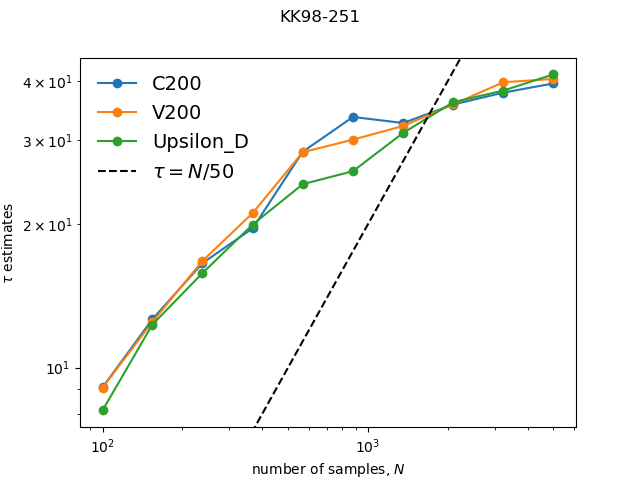 KK98-251
C200
V200
Upsilon_D
τ = N/50
4 × 10¹
3 × 10¹
2 × 10¹
10¹
τ estimates
10² 10³
number of samples, N